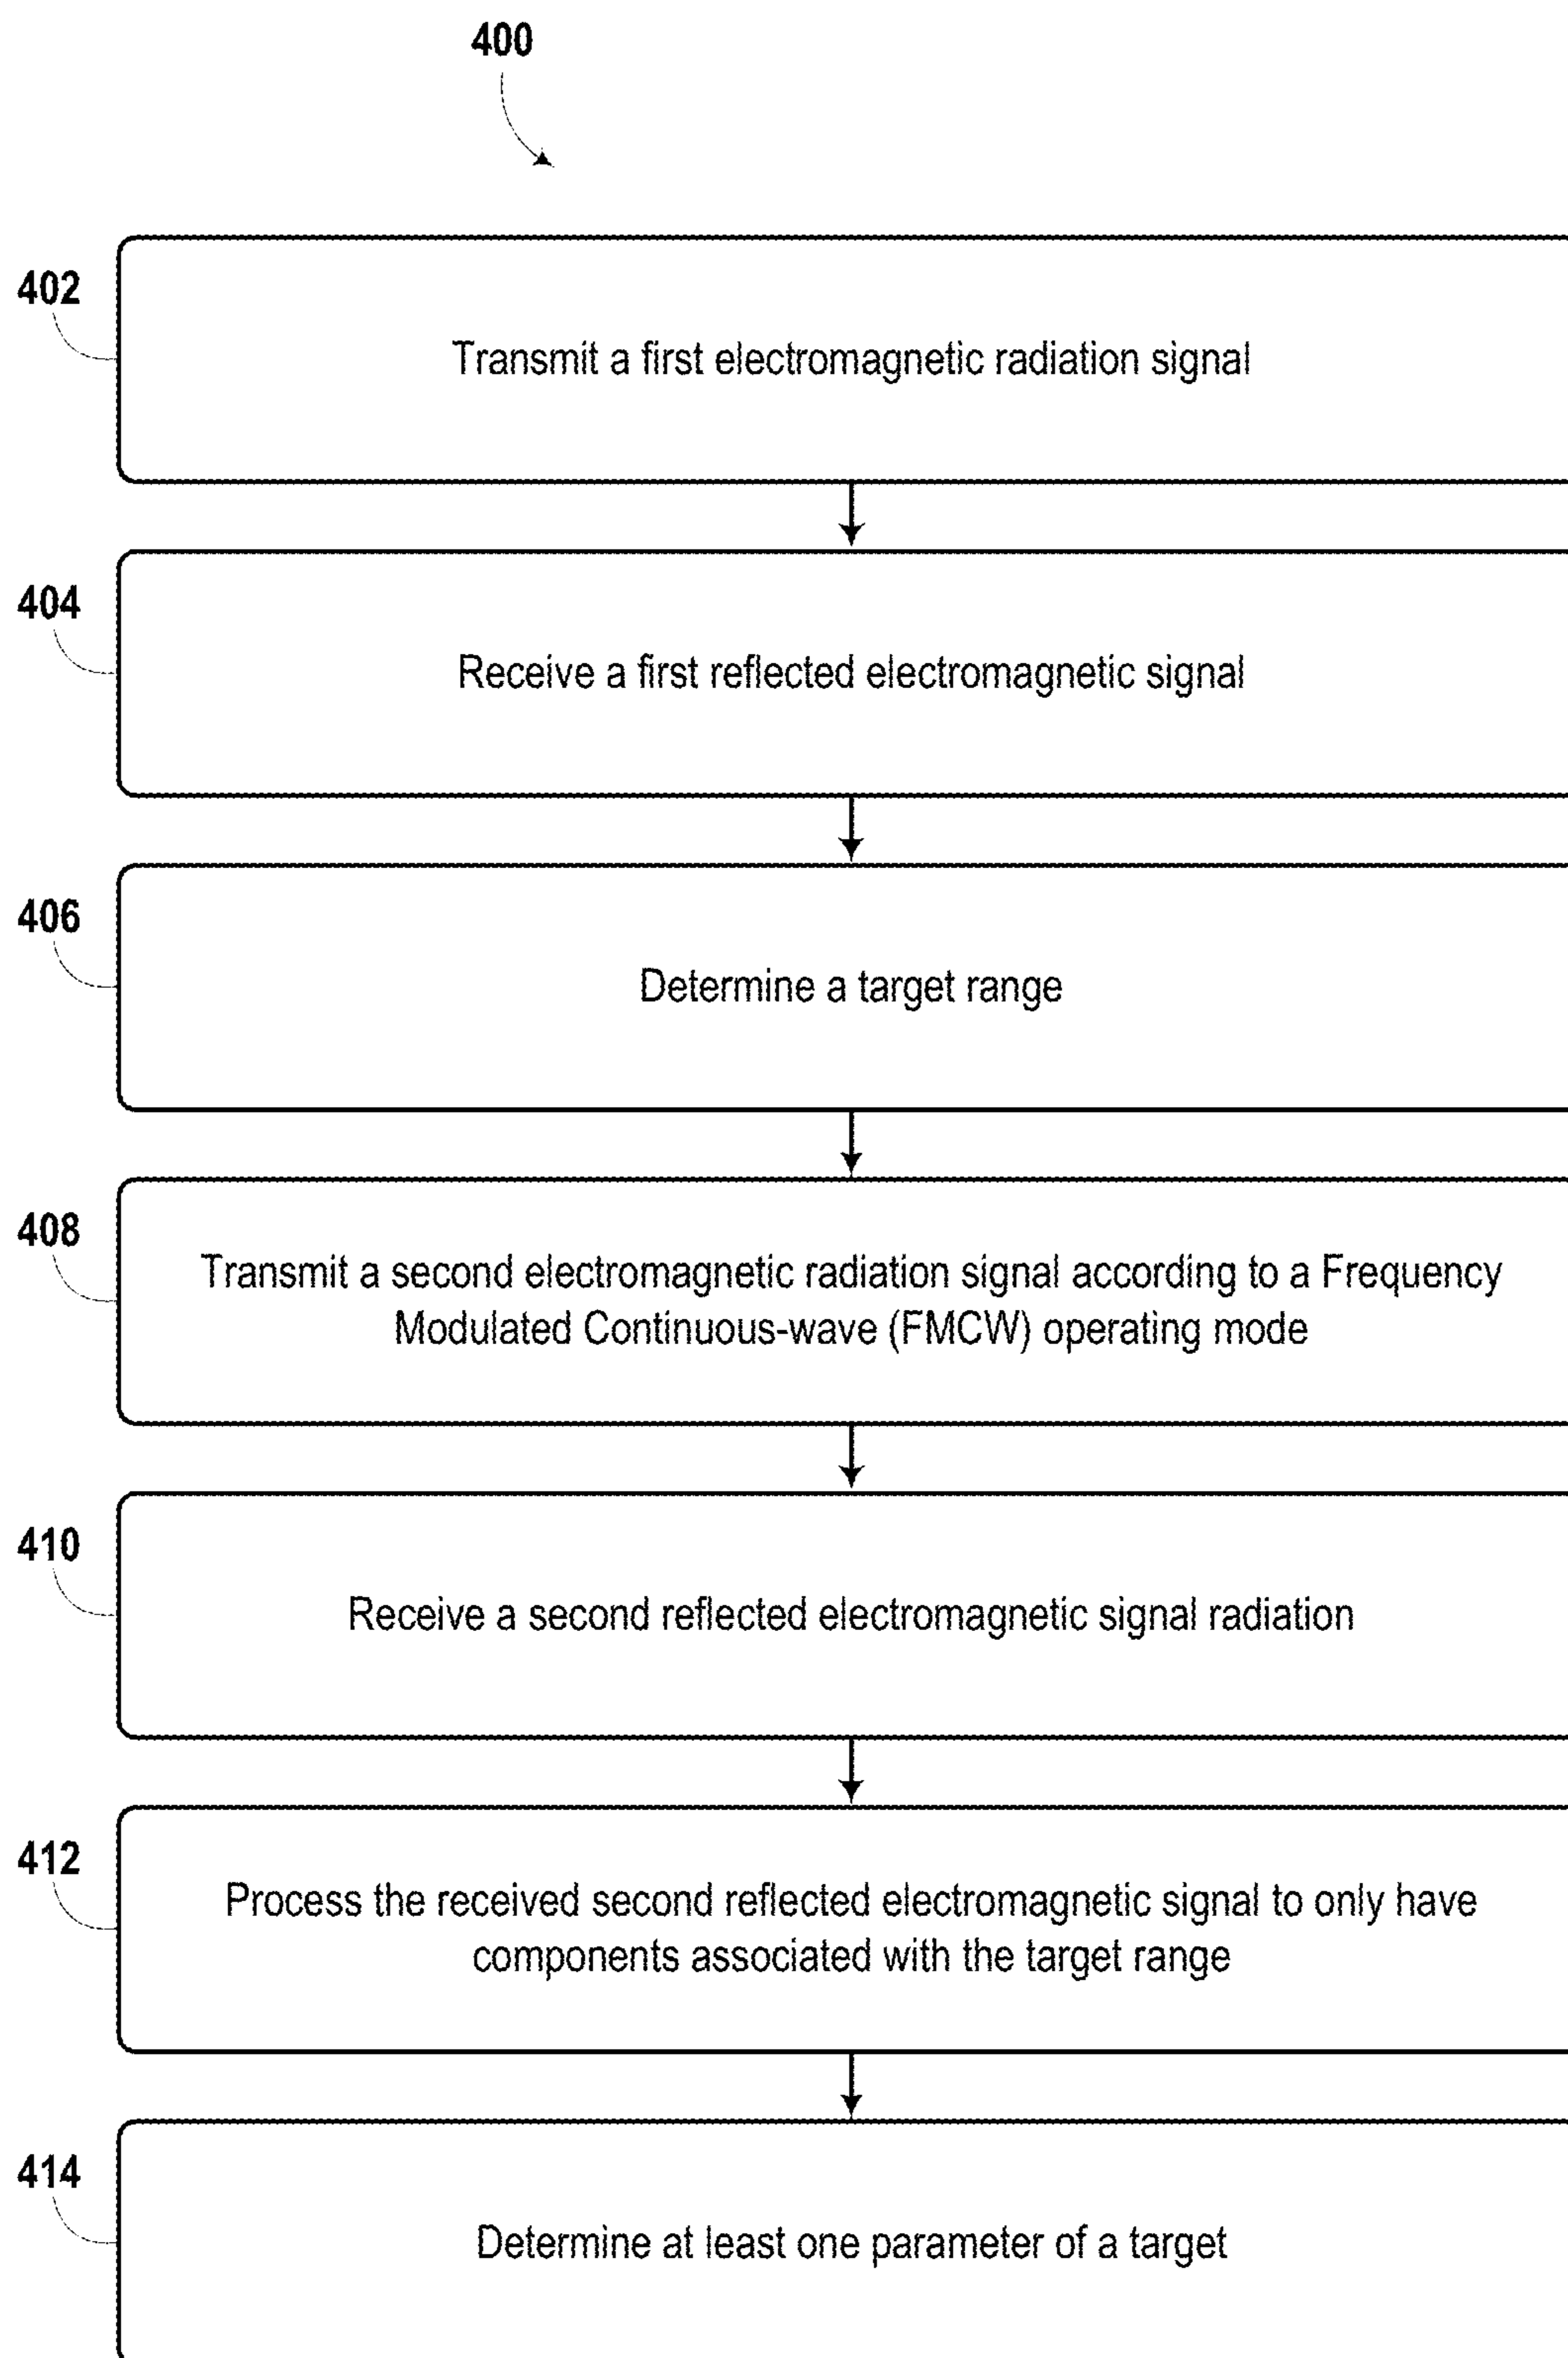 400
402
Transmit a first electromagnetic radiation signal
404
Receive a first reflected electromagnetic signal
406
Determine a target range
408
Transmit a second electromagnetic radiation signal according to a Frequency
Modulated Continuous-wave (FMCW) operating mode
410
Receive a second reflected electromagnetic signal radiation
412
Process the received second reflected electromagnetic signal to only have
components associated with the target range
414
Determine at least one parameter of a target